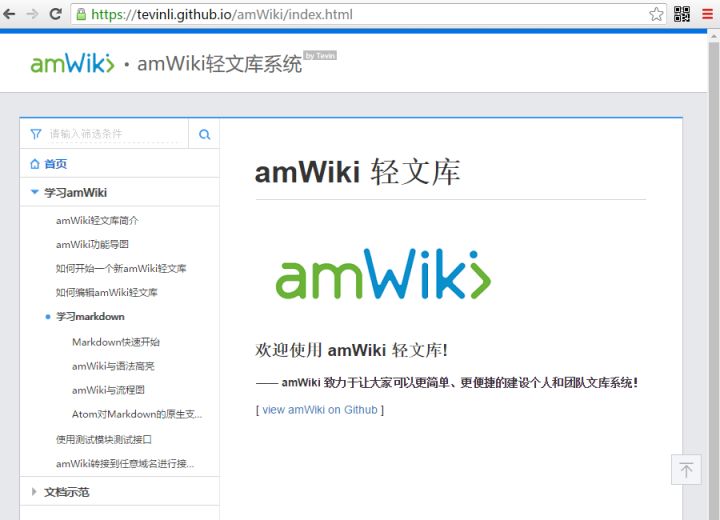 https://tevinli.github.io/amWiki/index.html
amWiki · amWiki轻文库系统 by Tevin
请输入筛选条件
首页
学习amWiki
amWiki轻文库简介
amWiki功能导图
如何开始一个新amWiki轻文库
如何编辑amWiki轻文库
学习markdown
Markdown快速开始
amWiki与语法高亮
amWiki与流程图
Atom对Markdown的原生支...
使用测试模块测试接口
amWiki转接到任意域名进行接...
文档示范
amWiki 轻文库
amWiki
欢迎使用 amWiki 轻文库!
—— amWiki 致力于让大家可以更简单、更便捷的建设个人和团队文库系统!
[ view amWiki on Github ]